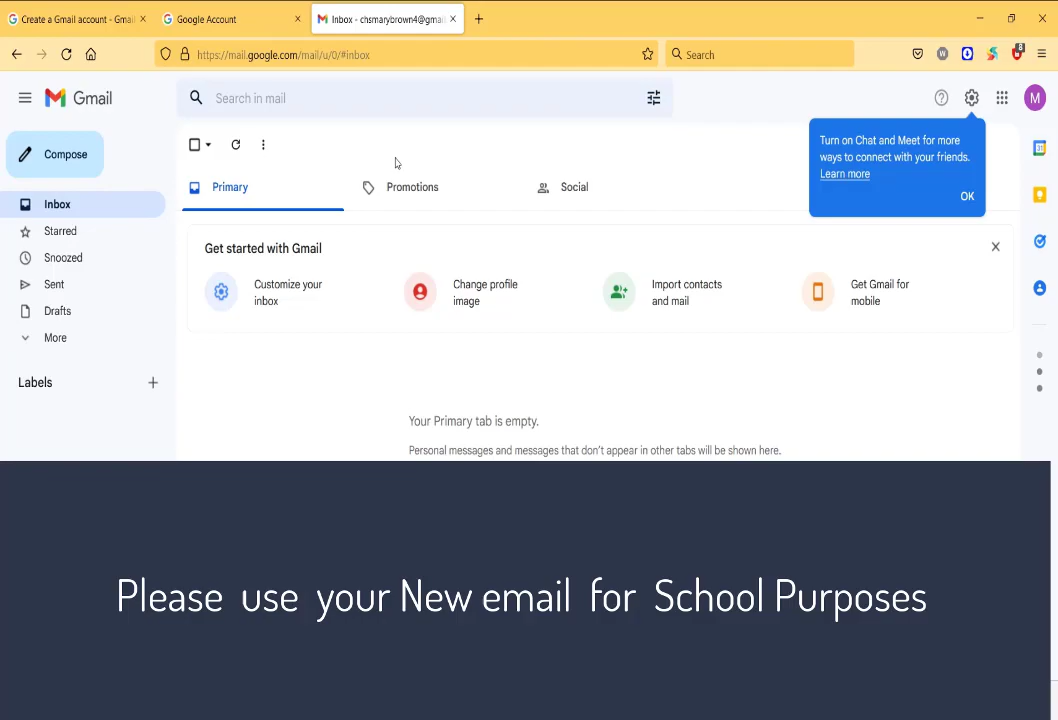 Create a Gmail account - Gmai
Google Account
Inbox - chsmarybrown4@gmai
https://mail.google.com/mail/u/0/#inbox
Search
8
Gmail
Search in mail
M
Compose
Turn on Chat and Meet for more
ways to connect with your friends.
Learn more
OK
Primary
Promotions
Social
Inbox
Starred
Snoozed
Sent
Drafts
More
Labels
Get started with Gmail
Customize your
inbox
Change profile
image
Import contacts
and mail
Get Gmail for
mobile
Your Primary tab is empty.
Personal messages and messages that don't appear in other tabs will be shown here.
Please use your New email for School Purposes